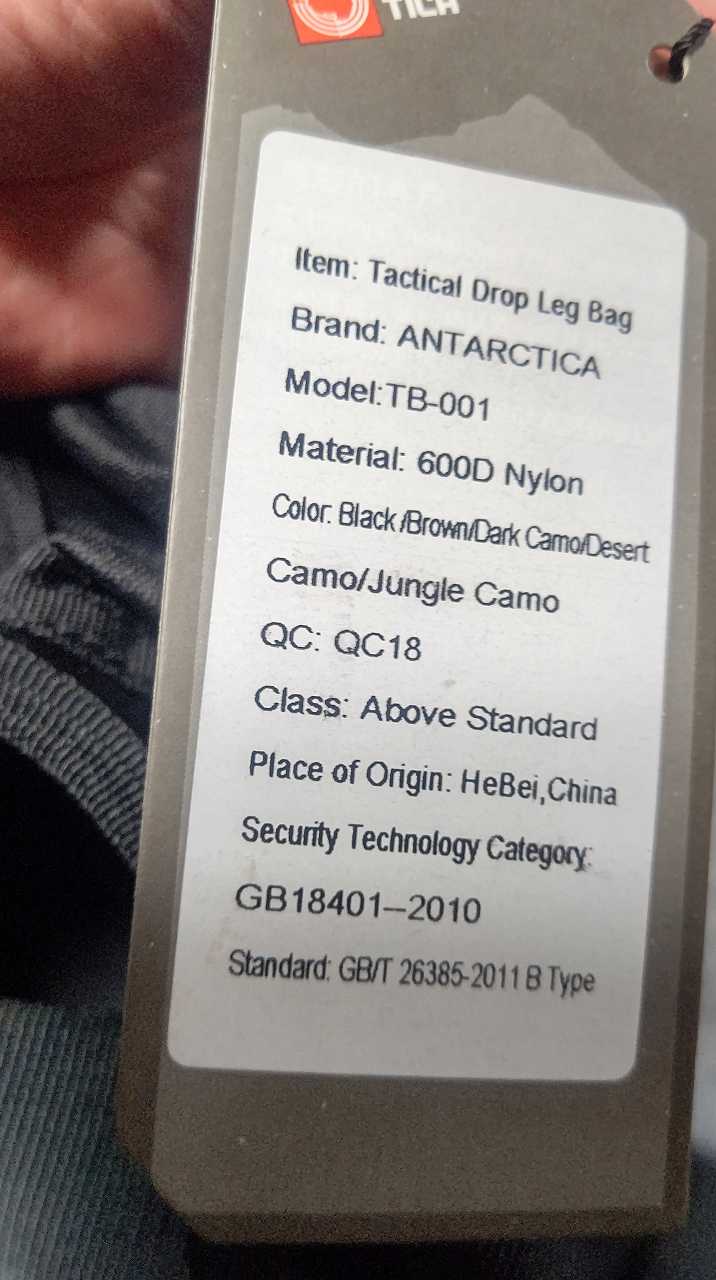 TICA
Item: Tactical Drop Leg Bag
Brand: ANTARCTICA
Model:TB-001
Material: 600D Nylon
Color: Black /Brown/Dark Camo/Desert
Camo/Jungle Camo
QC: QC18
Class: Above Standard
Place of Origin: HeBei,China
Security Technology Category:
GB18401--2010
Standard: GB/T 26385-2011 B Type